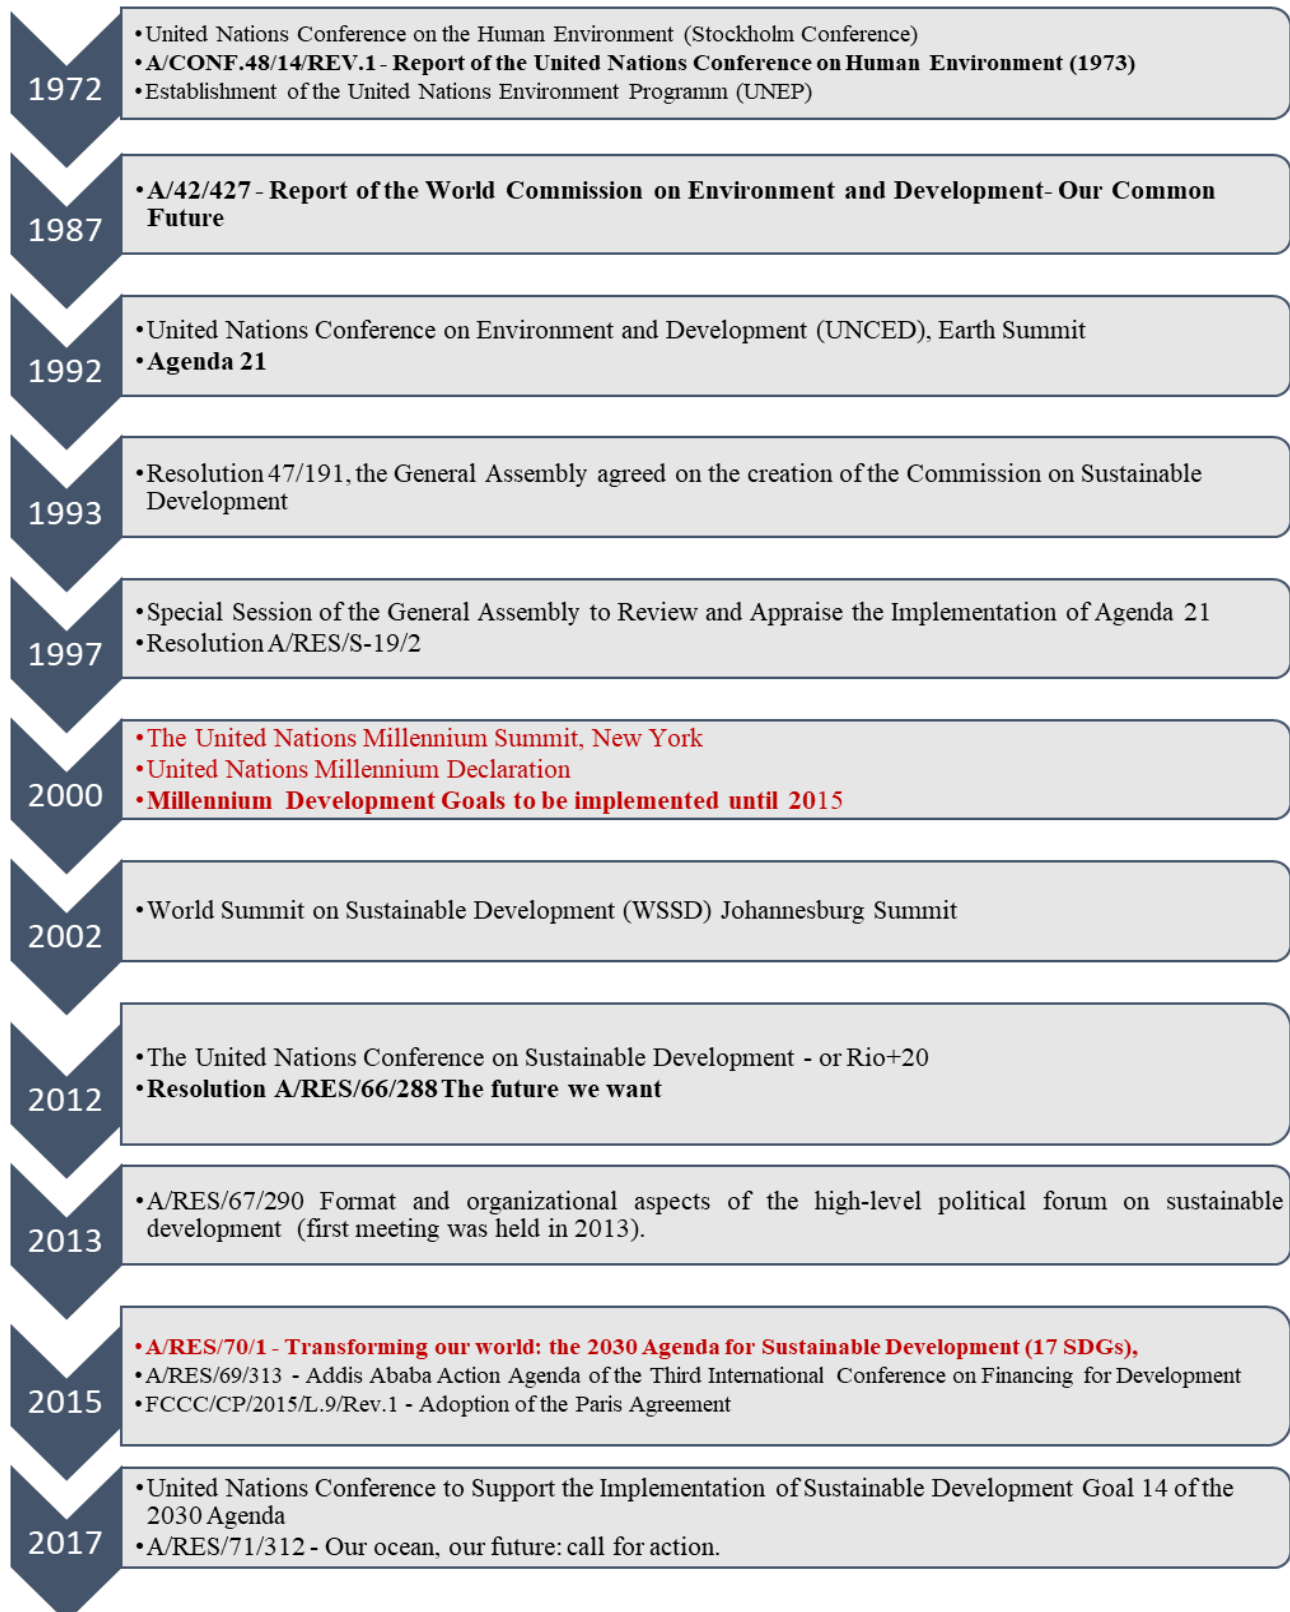 1972
•United Nations Conference on the Human Environment (Stockholm Conference)
•A/CONF.48/14/REV.1 - Report of the United Nations Conference on Human Environment (1973)
•Establishment of the United Nations Environment Programm (UNEP)
1987
•A/42/427 - Report of the World Commission on Environment and Development- Our Common
Future
1992
•United Nations Conference on Environment and Development (UNCED), Earth Summit
•Agenda 21
1993
•Resolution 47/191, the General Assembly agreed on the creation of the Commission on Sustainable
Development
1997
•Special Session of the General Assembly to Review and Appraise the Implementation of Agenda 21
•Resolution A/RES/S-19/2
2000
•The United Nations Millennium Summit, New York
•United Nations Millennium Declaration
•Millennium Development Goals to be implemented until 2015
2002
•World Summit on Sustainable Development (WSSD) Johannesburg Summit
2012
•The United Nations Conference on Sustainable Development - or Rio+20
•Resolution A/RES/66/288 The future we want
2013
•A/RES/67/290 Format and organizational aspects of the high-level political forum on sustainable
development (first meeting was held in 2013).
2015
•A/RES/70/1 - Transforming our world: the 2030 Agenda for Sustainable Development (17 SDGs),
•A/RES/69/313 - Addis Ababa Action Agenda of the Third International Conference on Financing for Development
•FCCC/CP/2015/L.9/Rev.1 - Adoption of the Paris Agreement
2017
•United Nations Conference to Support the Implementation of Sustainable Development Goal 14 of the
2030 Agenda
•A/RES/71/312 - Our ocean, our future: call for action.